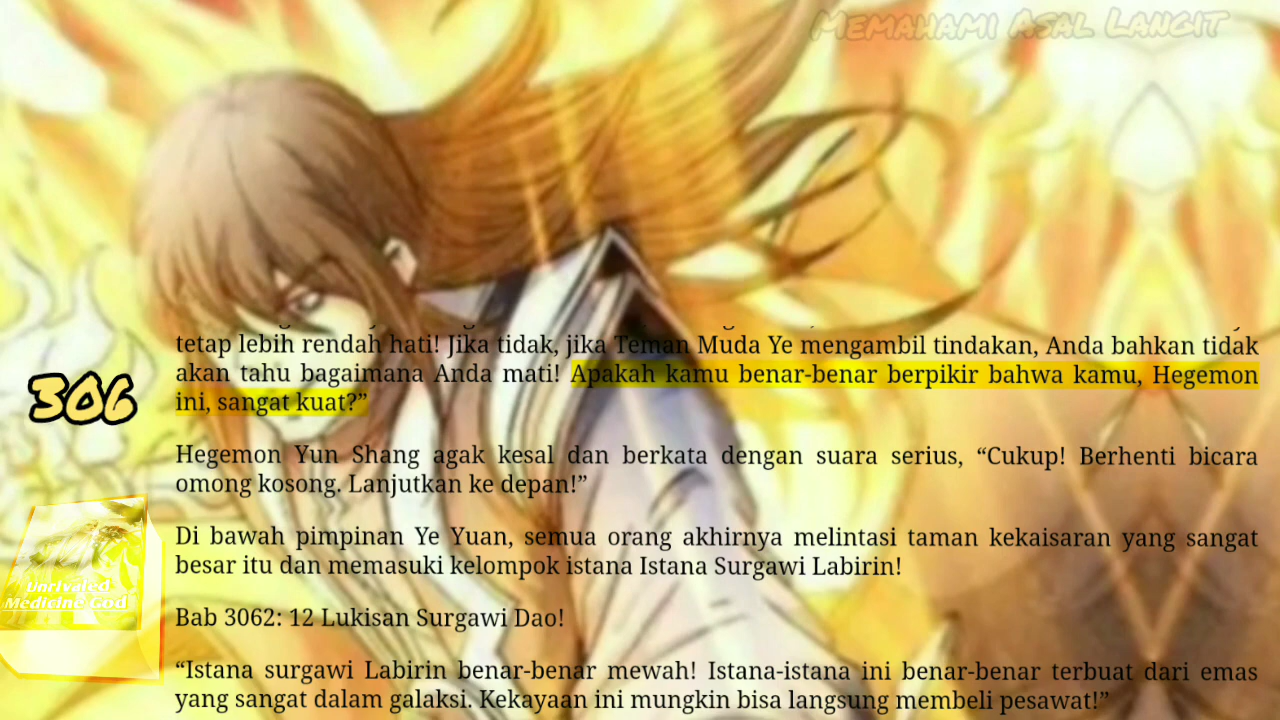 Memahami Asal Langit
tetap lebih rendah hati! Jika tidak, jika Teman Muda Ye mengambil tindakan, Anda bahkan tidak
akan tahu bagaimana Anda mati! Apakah kamu benar-benar berpikir bahwa kamu, Hegemon
ini, sangat kuat?”
306
Hegemon Yun Shang agak kesal dan berkata dengan suara serius, “Cukup! Berhenti bicara
omong kosong. Lanjutkan ke depan!”
Di bawah pimpinan Ye Yuan, semua orang akhirnya melintasi taman kekaisaran yang sangat
besar itu dan memasuki kelompok istana Istana Surgawi Labirin!
Unrivaled
Medicine God
Bab 3062: 12 Lukisan Surgawi Dao!
“Istana surgawi Labirin benar-benar mewah! Istana-istana ini benar-benar terbuat dari emas
yang sangat dalam galaksi. Kekayaan ini mungkin bisa langsung membeli pesawat!”